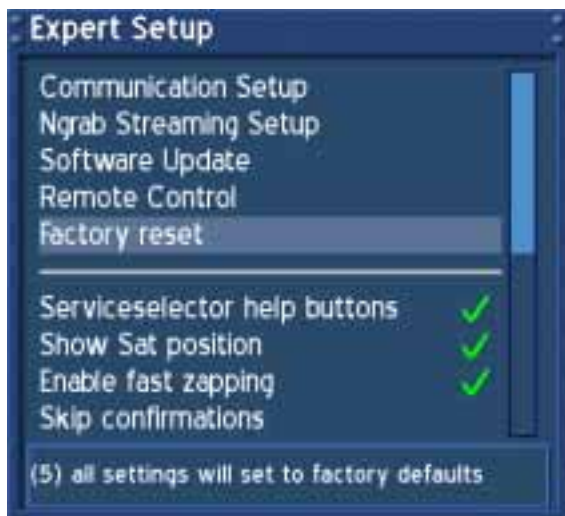 Expert Setup
Communication Setup
Ngrab Streaming Setup
Software Update
Remote Control
Factory reset
Serviceselector help buttons
Show Sat position
Enable fast zapping
Skip confirmations
(5) all settings will set to factory defaults